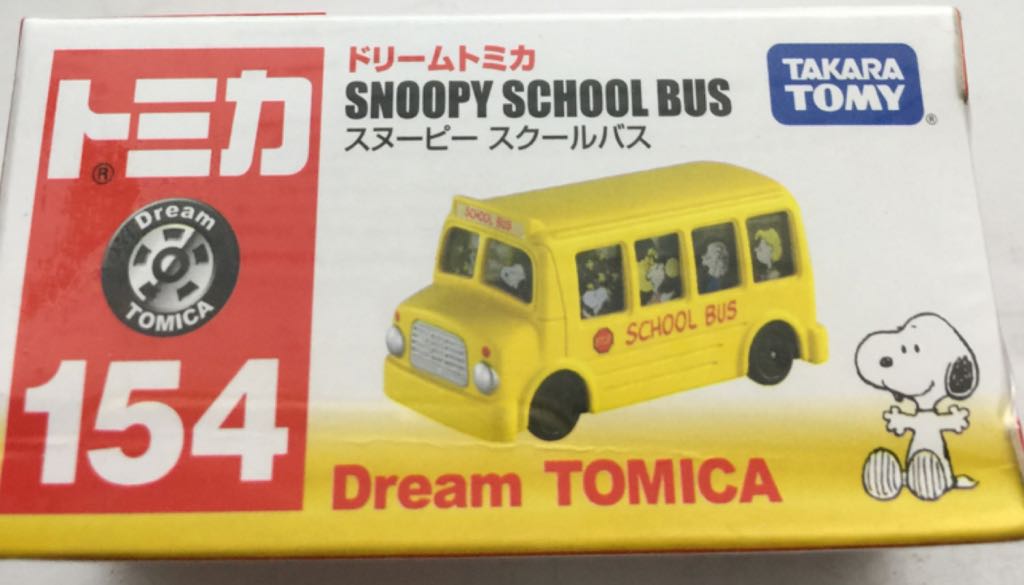 トミカ
®
Dream
TOMICA
154
ドリームトミカ
SNOOPY SCHOOL BUS
スヌーピー スクールバス
TAKARA
TOMY
®
SCHOOL BUS
SCHOOL BUS
Dream TOMICA